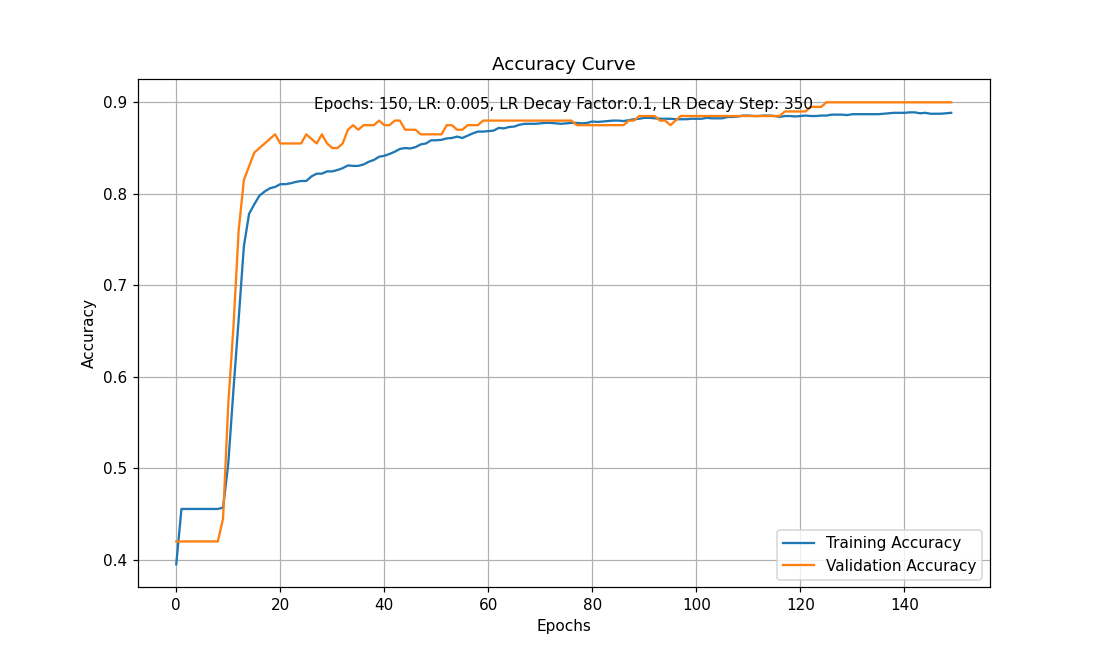 Accuracy Curve
Epochs: 150, LR: 0.005, LR Decay Factor:0.1, LR Decay Step: 350
0.9
0.8
0.7
0.6
0.5
0.4
Accuracy
0 20 40 60 80 100 120 140
Epochs
Training Accuracy
Validation Accuracy